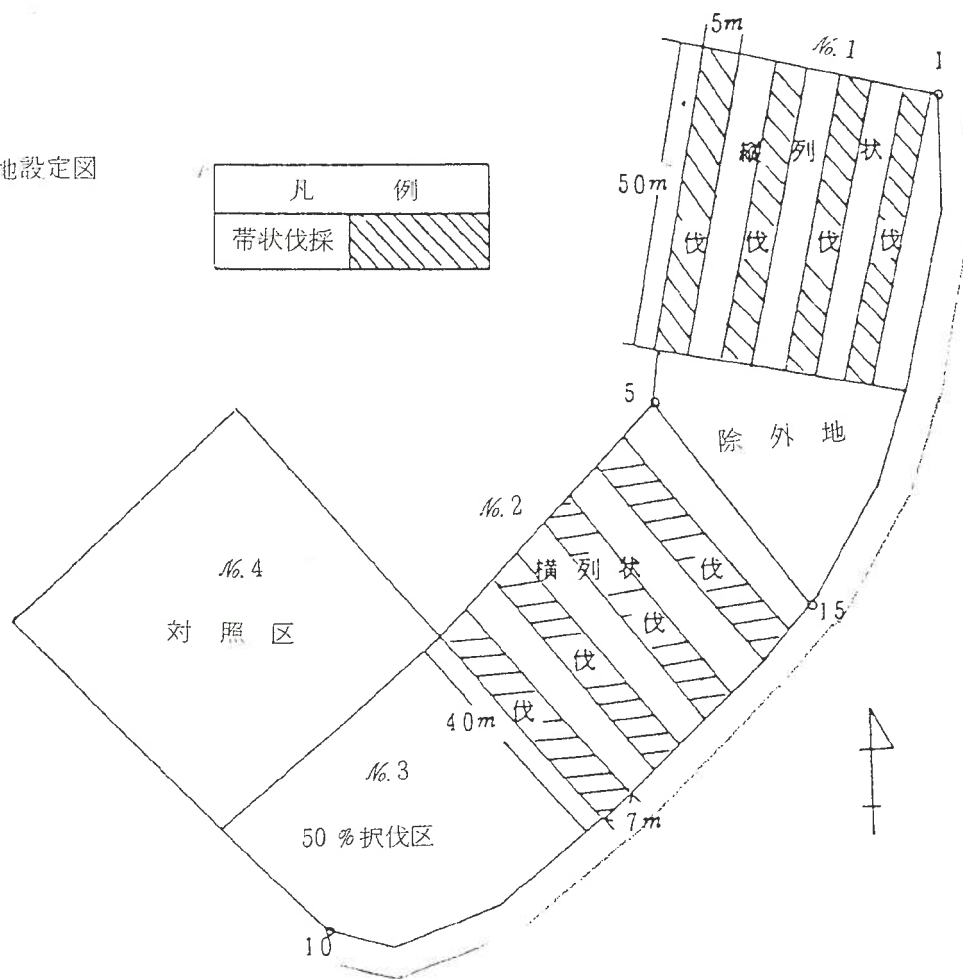 地設定図
凡 例
帯状伐採
5m
No. 1
1
縦 列 状
50m
伐 伐 伐 伐
5
除 外 地
No. 2
横 列 状 伐
15
伐
伐
伐
No. 4
対 照 区
40m
No. 3
50 %択伐区
7m
10